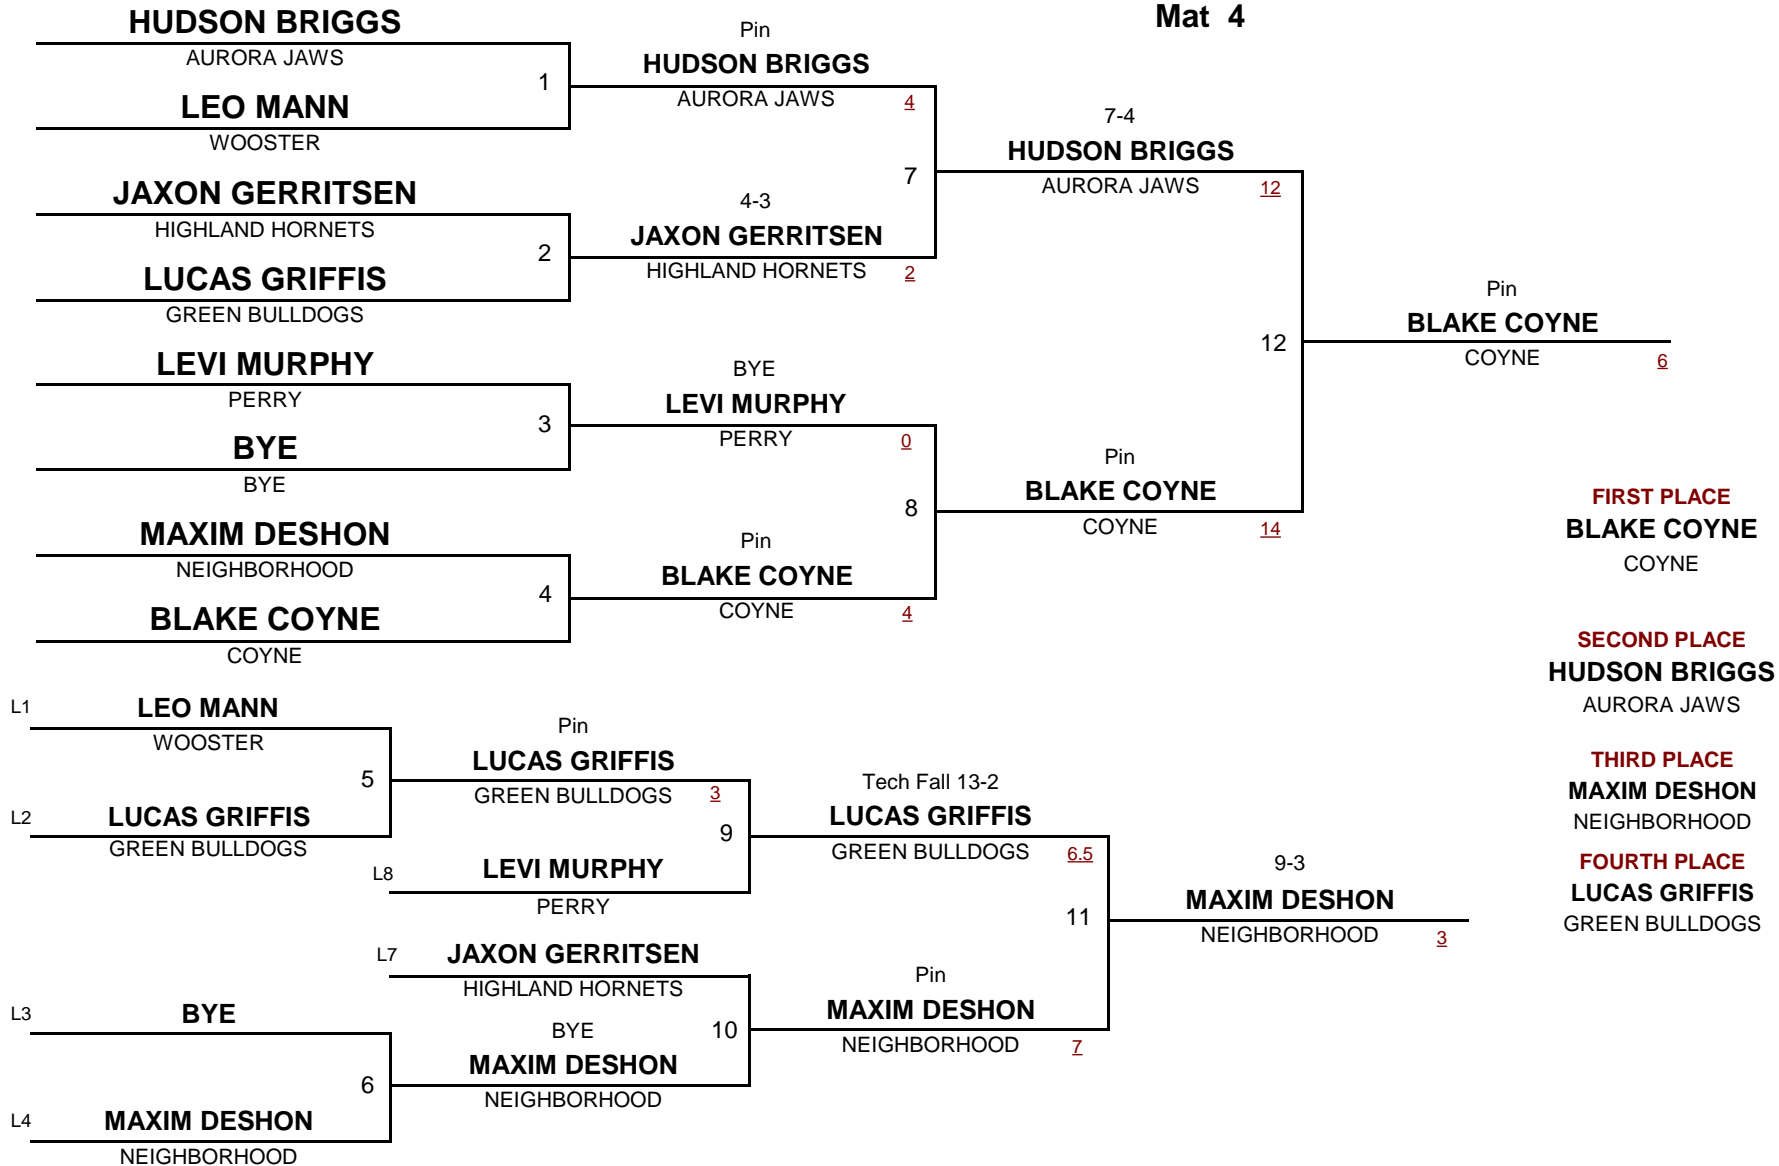 Mat 4
HUDSON BRIGGS
AURORA JAWS
1
LEO MANN
WOOSTER
JAXON GERRITSEN
HIGHLAND HORNETS
2
LUCAS GRIFFIS
GREEN BULLDOGS
LEVI MURPHY
PERRY
3
BYE
BYE
MAXIM DESHON
NEIGHBORHOOD
4
BLAKE COYNE
COYNE
Pin
HUDSON BRIGGS
AURORA JAWS 4
7
4-3
JAXON GERRITSEN
HIGHLAND HORNETS 2
BYE
LEVI MURPHY
PERRY 0
8
Pin
BLAKE COYNE
COYNE 4
7-4
HUDSON BRIGGS
AURORA JAWS 12
12
Pin
BLAKE COYNE
COYNE 14
Pin
BLAKE COYNE
COYNE 6
FIRST PLACE
BLAKE COYNE
COYNE
SECOND PLACE
HUDSON BRIGGS
AURORA JAWS
THIRD PLACE
MAXIM DESHON
NEIGHBORHOOD
FOURTH PLACE
LUCAS GRIFFIS
GREEN BULLDOGS
L1 LEO MANN
WOOSTER
5
L2 LUCAS GRIFFIS
GREEN BULLDOGS
L3 BYE
6
L4 MAXIM DESHON
NEIGHBORHOOD
Pin
LUCAS GRIFFIS
GREEN BULLDOGS 3
9
L8 LEVI MURPHY
PERRY
L7 JAXON GERRITSEN
HIGHLAND HORNETS
10
BYE
MAXIM DESHON
NEIGHBORHOOD
Tech Fall 13-2
LUCAS GRIFFIS
GREEN BULLDOGS 6.5
11
Pin
MAXIM DESHON
NEIGHBORHOOD 7
9-3
MAXIM DESHON
NEIGHBORHOOD 3